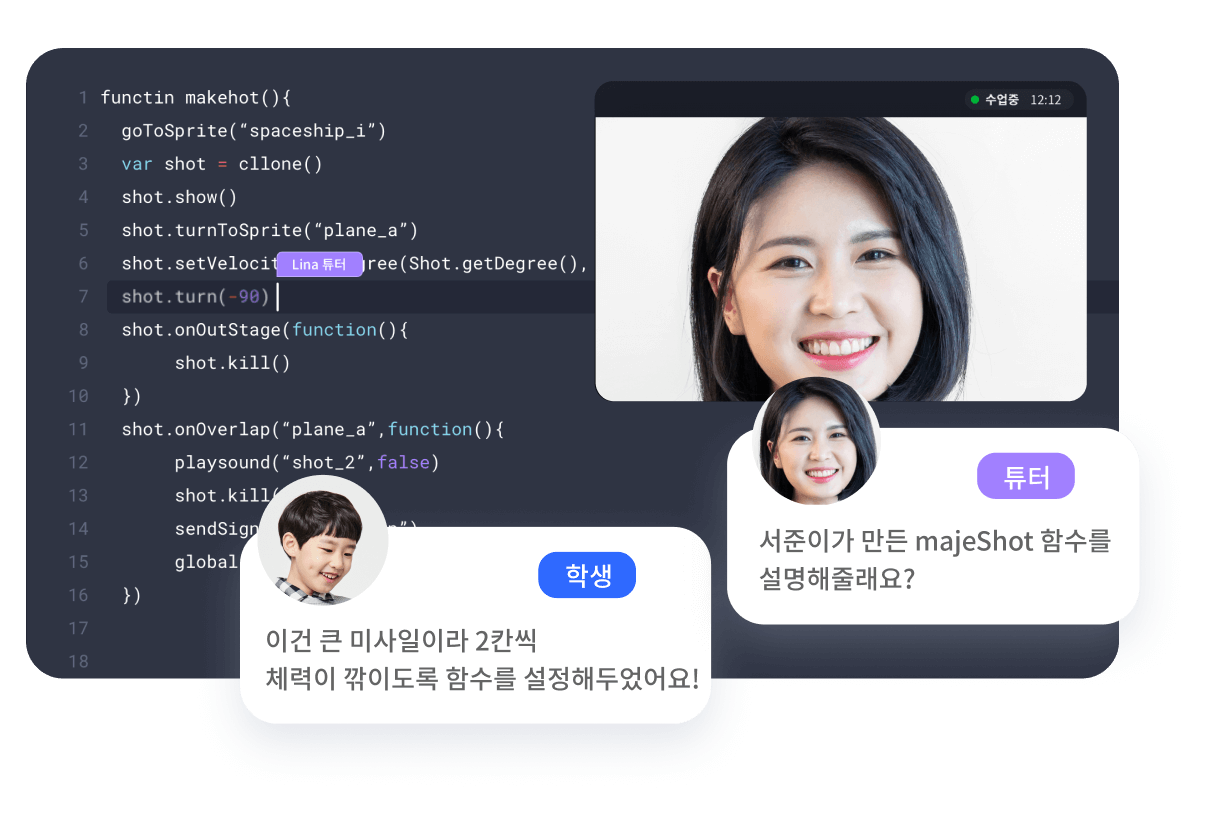 1 functin makehot(){
2 goToSprite(“spaceship_i”)
3 var shot = cllone()
4 shot.show()
5 shot.turnToSprite(“plane_a”)
6 shot.setVelocit gree(Shot.getDegree(),
Lina 튜터
7 shot.turn(-90)
8 shot.onOutStage(function(){
9 shot.kill()
10 })
11 shot.onOverlap(“plane_a”,function(){
12 playsound(“shot_2”,false)
13 shot.kill(
14 sendSign ”)
15 global
16 })
17
18
수업중 12:12
튜터
서준이가 만든 majeShot 함수를
설명해줄래요?
학생
이건 큰 미사일이라 2칸씩
체력이 깎이도록 함수를 설정해두었어요!